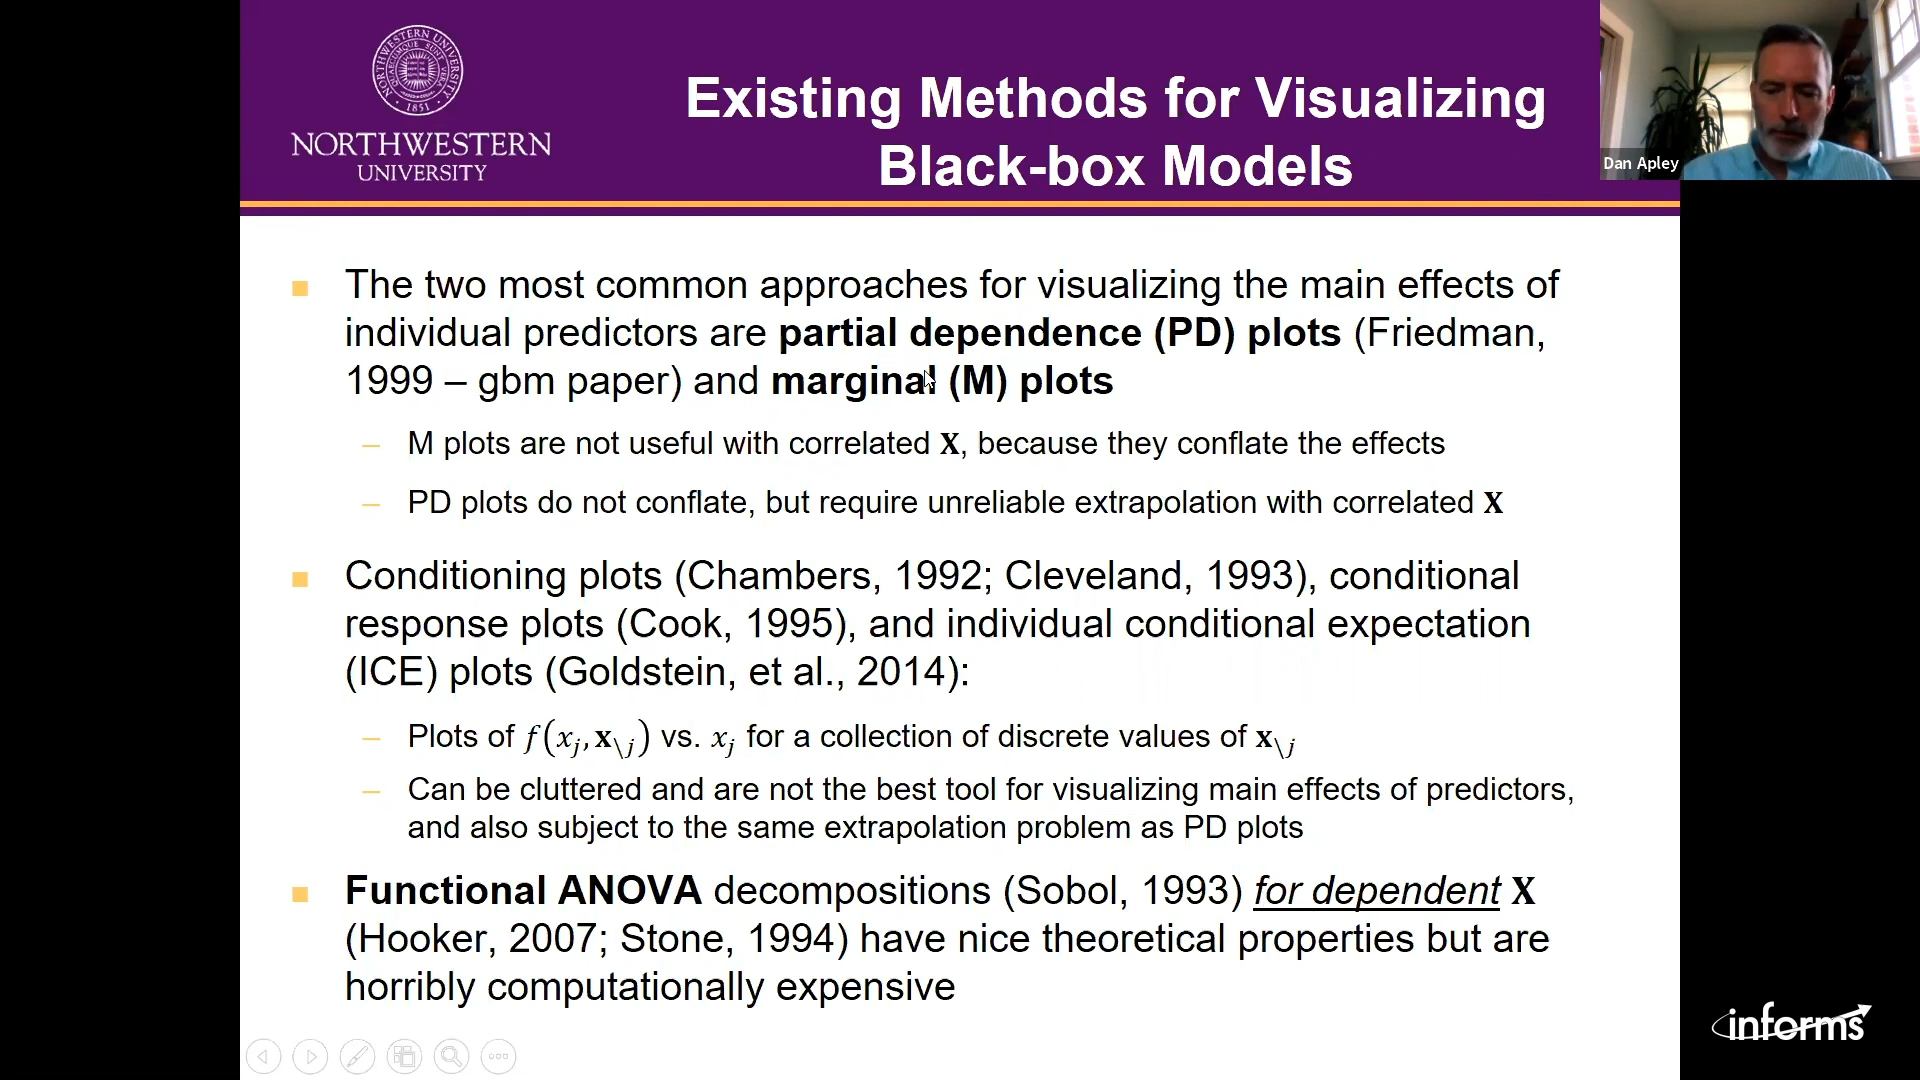 NORTHWESTERN UNIVERSITY
1851
NORTHWESTERN
UNIVERSITY
Existing Methods for Visualizing
Black-box Models
Dan Apley
■ The two most common approaches for visualizing the main effects of
individual predictors are partial dependence (PD) plots (Friedman,
1999 – gbm paper) and marginal (M) plots
– M plots are not useful with correlated X, because they conflate the effects
– PD plots do not conflate, but require unreliable extrapolation with correlated X
■ Conditioning plots (Chambers, 1992; Cleveland, 1993), conditional
response plots (Cook, 1995), and individual conditional expectation
(ICE) plots (Goldstein, et al., 2014):
– Plots of f(x_j, x_\j) vs. x_j for a collection of discrete values of x_\j
– Can be cluttered and are not the best tool for visualizing main effects of predictors,
and also subject to the same extrapolation problem as PD plots
■ Functional ANOVA decompositions (Sobol, 1993) for dependent X
(Hooker, 2007; Stone, 1994) have nice theoretical properties but are
horribly computationally expensive
informs